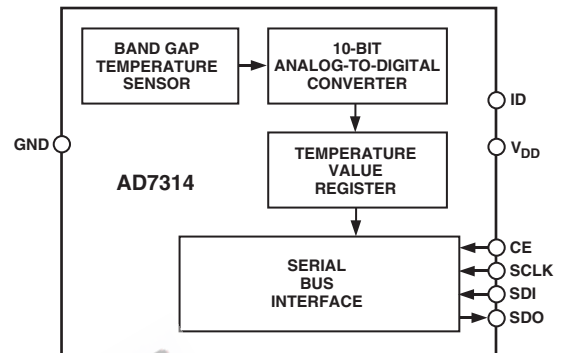 BAND GAP
TEMPERATURE
SENSOR
10-BIT
ANALOG-TO-DIGITAL
CONVERTER
ID
GND
VDD
TEMPERATURE
VALUE
REGISTER
AD7314
SERIAL
BUS
INTERFACE
CE
SCLK
SDI
SDO